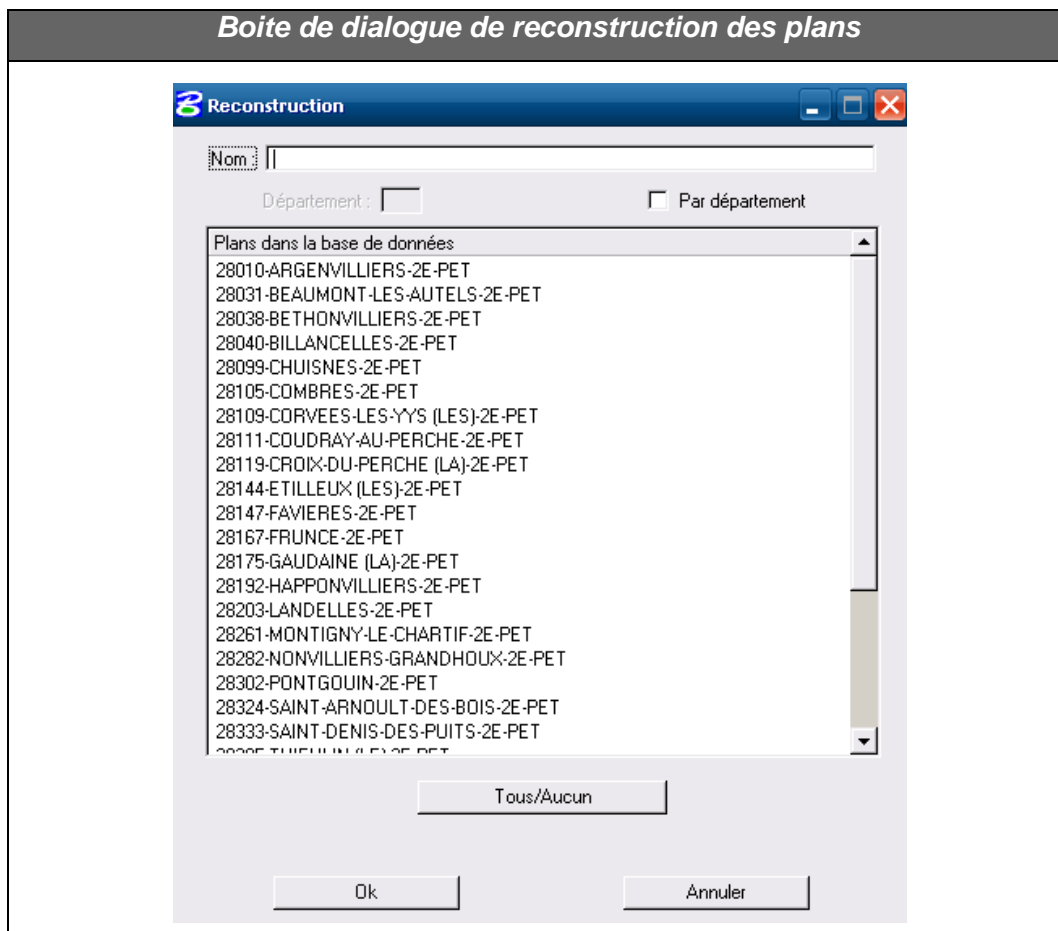 Boite de dialogue de reconstruction des plans
Reconstruction
Nom :
Département :
Par département
Plans dans la base de données
28010-ARGENVILLIERS-2E-PET
28031-BEAUMONT-LES-AUTELS-2E-PET
28038-BETHONVILLIERS-2E-PET
28040-BILLANCELLES-2E-PET
28099-CHUISNES-2E-PET
28105-COMBRES-2E-PET
28109-CORVEES-LES-YYS (LES)-2E-PET
28111-COUDRAY-AU-PERCHE-2E-PET
28119-CROIX-DU-PERCHE (LA)-2E-PET
28144-ETILLEUX (LES)-2E-PET
28147-FAVIERES-2E-PET
28167-FRUNCE-2E-PET
28175-GAUDAINE (LA)-2E-PET
28192-HAPPONVILLIERS-2E-PET
28203-LANDELLES-2E-PET
28261-MONTIGNY-LE-CHARTIF-2E-PET
28282-NONVILLIERS-GRANDHOUX-2E-PET
28302-PONTGOUIN-2E-PET
28324-SAINT-ARNOULT-DES-BOIS-2E-PET
28333-SAINT-DENIS-DES-PUITS-2E-PET
Tous/Aucun
Ok
Annuler